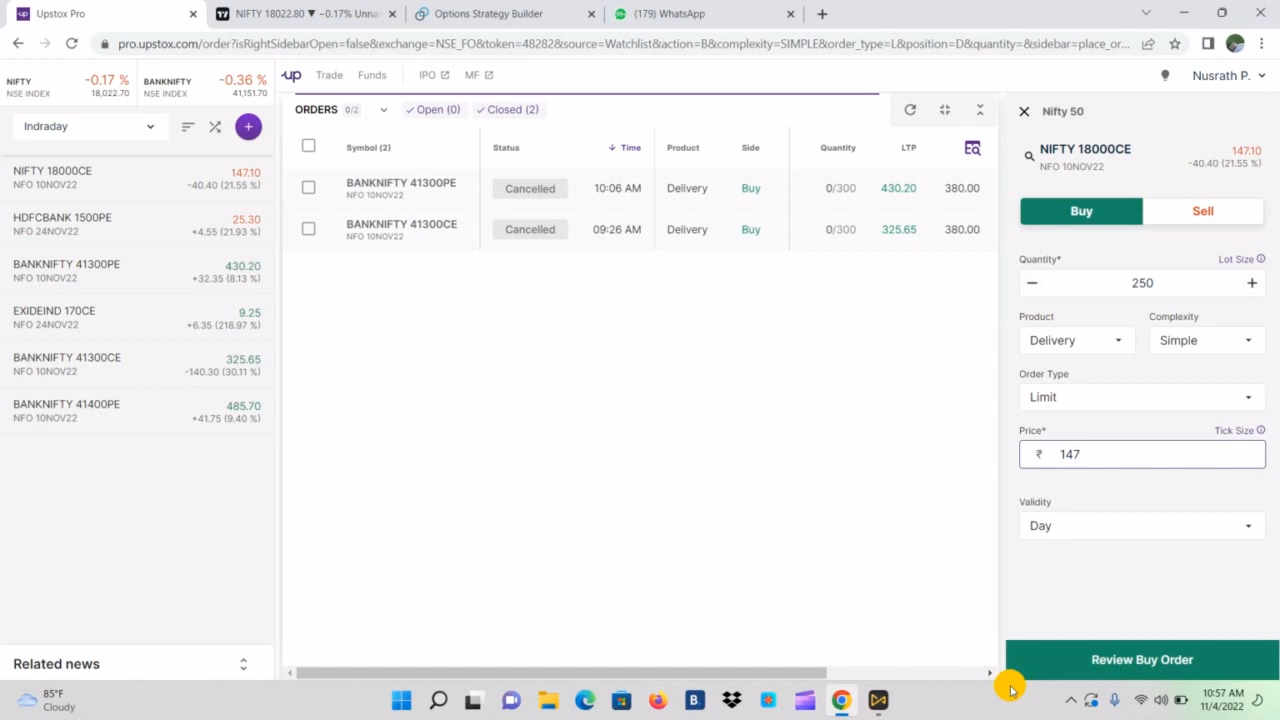 Upstox Pro
NIFTY 18022.80 ▼ −0.17% Unna
Options Strategy Builder
(179) WhatsApp
pro.upstox.com/order?isRightSidebarOpen=false&exchange=NSE_FO&token=48282&source=Watchlist&action=B&complexity=SIMPLE&order_type=L&position=D&quantity=&sidebar=place_or...
NIFTY -0.17 %
NSE INDEX 18,022.70
BANKNIFTY -0.36 %
NSE INDEX 41,151.70
up Trade Funds IPO MF
Nusrath P.
Indraday
NIFTY 18000CE 147.10
NFO 10NOV22 -40.40 (21.55 %)
HDFCBANK 1500PE 25.30
NFO 24NOV22 +4.55 (21.93 %)
BANKNIFTY 41300PE 430.20
NFO 10NOV22 +32.35 (8.13 %)
EXIDEIND 170CE 9.25
NFO 24NOV22 +6.35 (218.97 %)
BANKNIFTY 41300CE 325.65
NFO 10NOV22 -140.30 (30.11 %)
BANKNIFTY 41400PE 485.70
NFO 10NOV22 +41.75 (9.40 %)
Related news
ORDERS 0/2 Open (0) Closed (2)
Symbol (2) Status Time Product Side Quantity LTP
BANKNIFTY 41300PE Cancelled 10:06 AM Delivery Buy 0/300 430.20 380.00
NFO 10NOV22
BANKNIFTY 41300CE Cancelled 09:26 AM Delivery Buy 0/300 325.65 380.00
NFO 10NOV22
Nifty 50
NIFTY 18000CE 147.10
NFO 10NOV22 -40.40 (21.55 %)
Buy Sell
Quantity* Lot Size
250
Product Complexity
Delivery Simple
Order Type
Limit
Price* Tick Size
₹ 147
Validity
Day
Review Buy Order
85°F
Cloudy
10:57 AM
11/4/2022